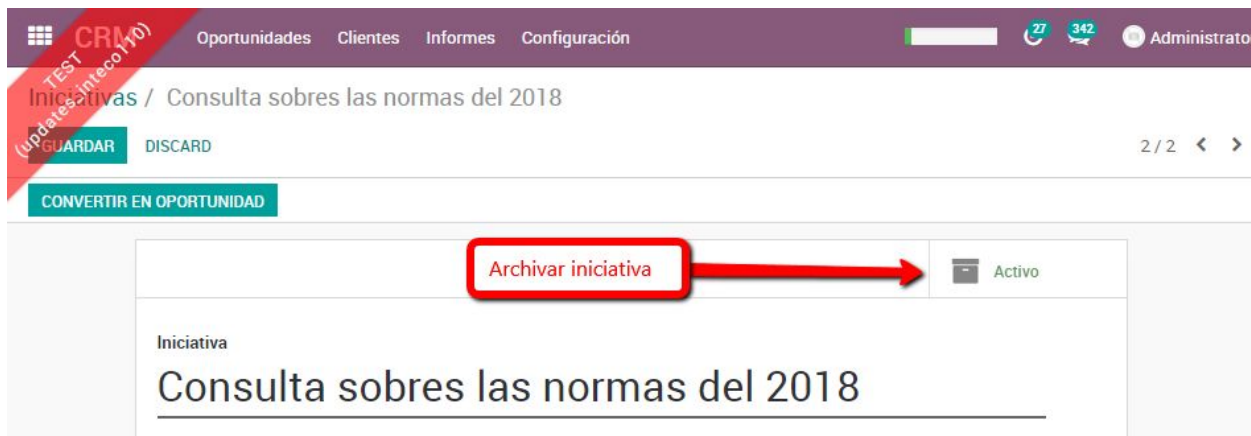 CRM Oportunidades Clientes Informes Configuración 27 342 Administrato
TEST
(updates-inteco110)
Iniciativas / Consulta sobres las normas del 2018
GUARDAR DISCARD 2 / 2
CONVERTIR EN OPORTUNIDAD
Archivar iniciativa Activo
Iniciativa
Consulta sobres las normas del 2018